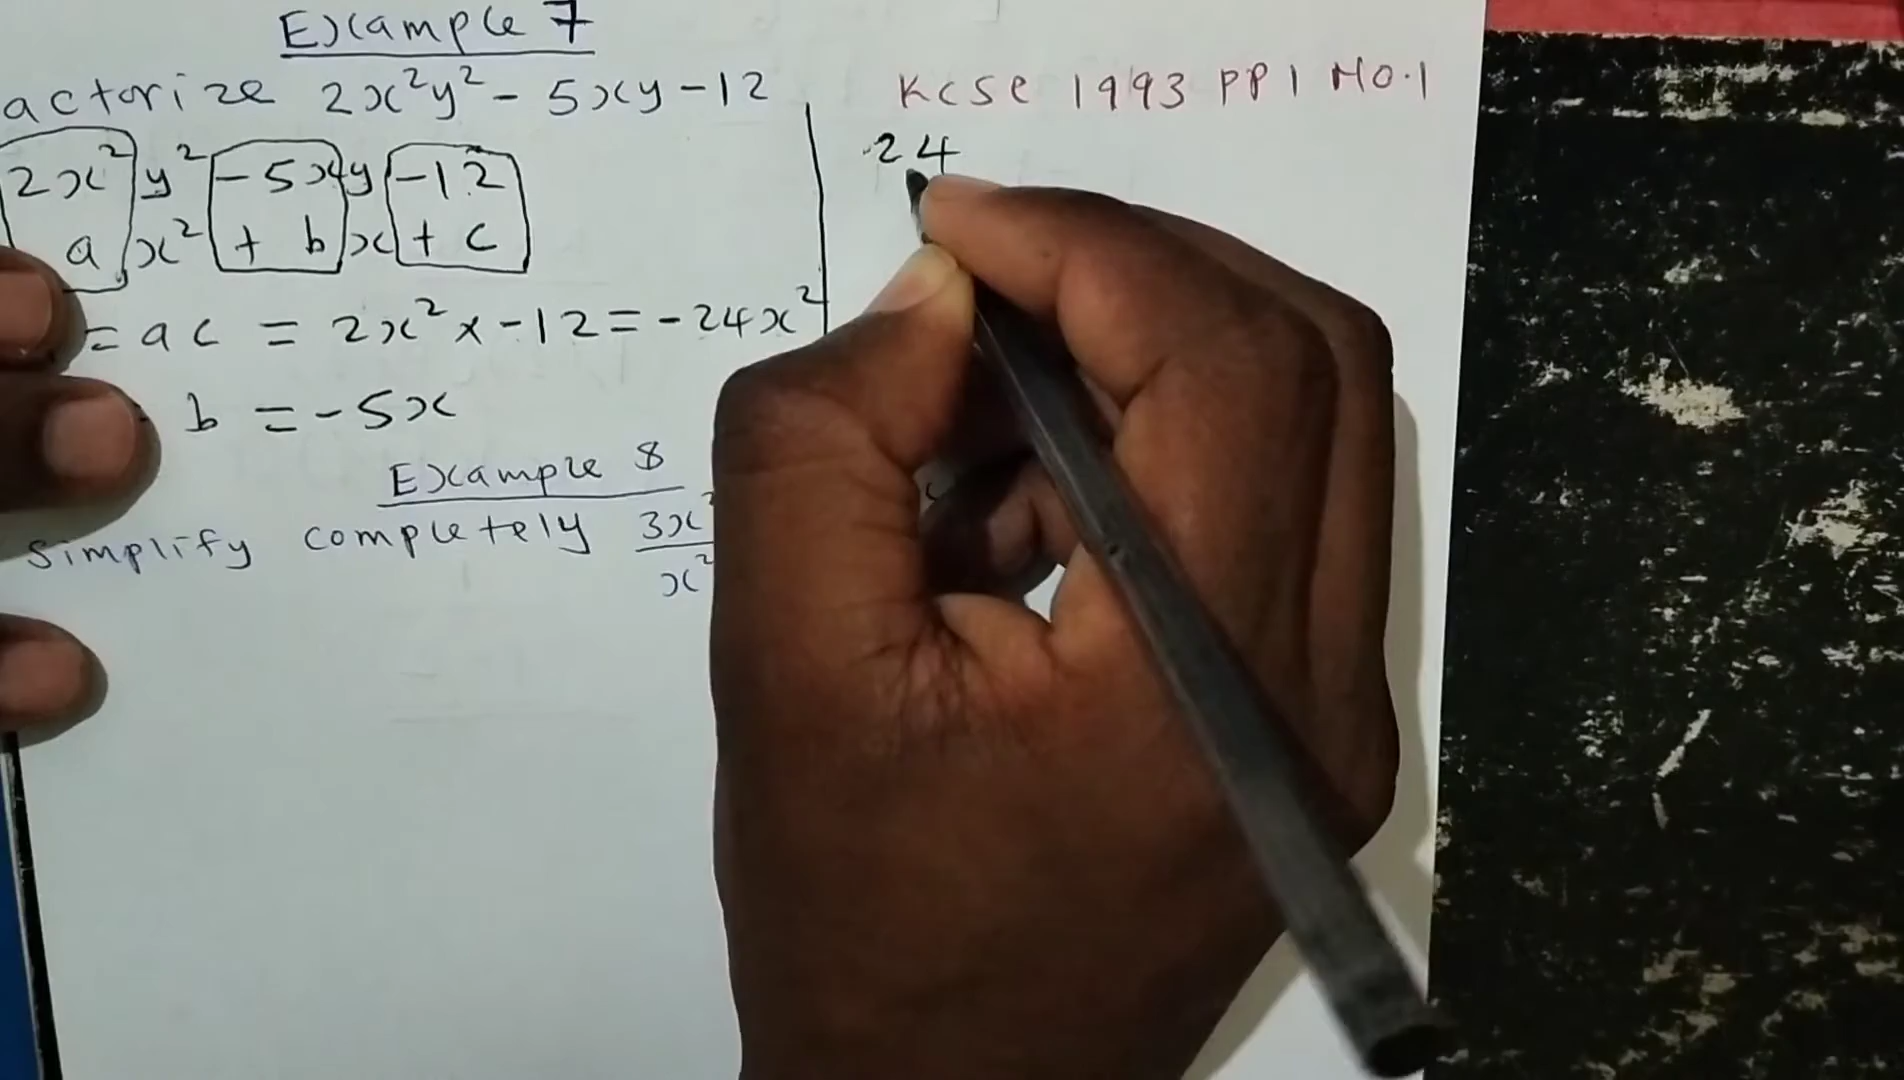 Example 7
actorize 2x²y² - 5xy - 12
KCSE 1993 PP1 NO.1
2x² y² - 5xy - 12
24
a x² + b x + c
= ac = 2x² x -12 = -24x²
b = -5x
Example 8
Simplify completely 3x²
x²